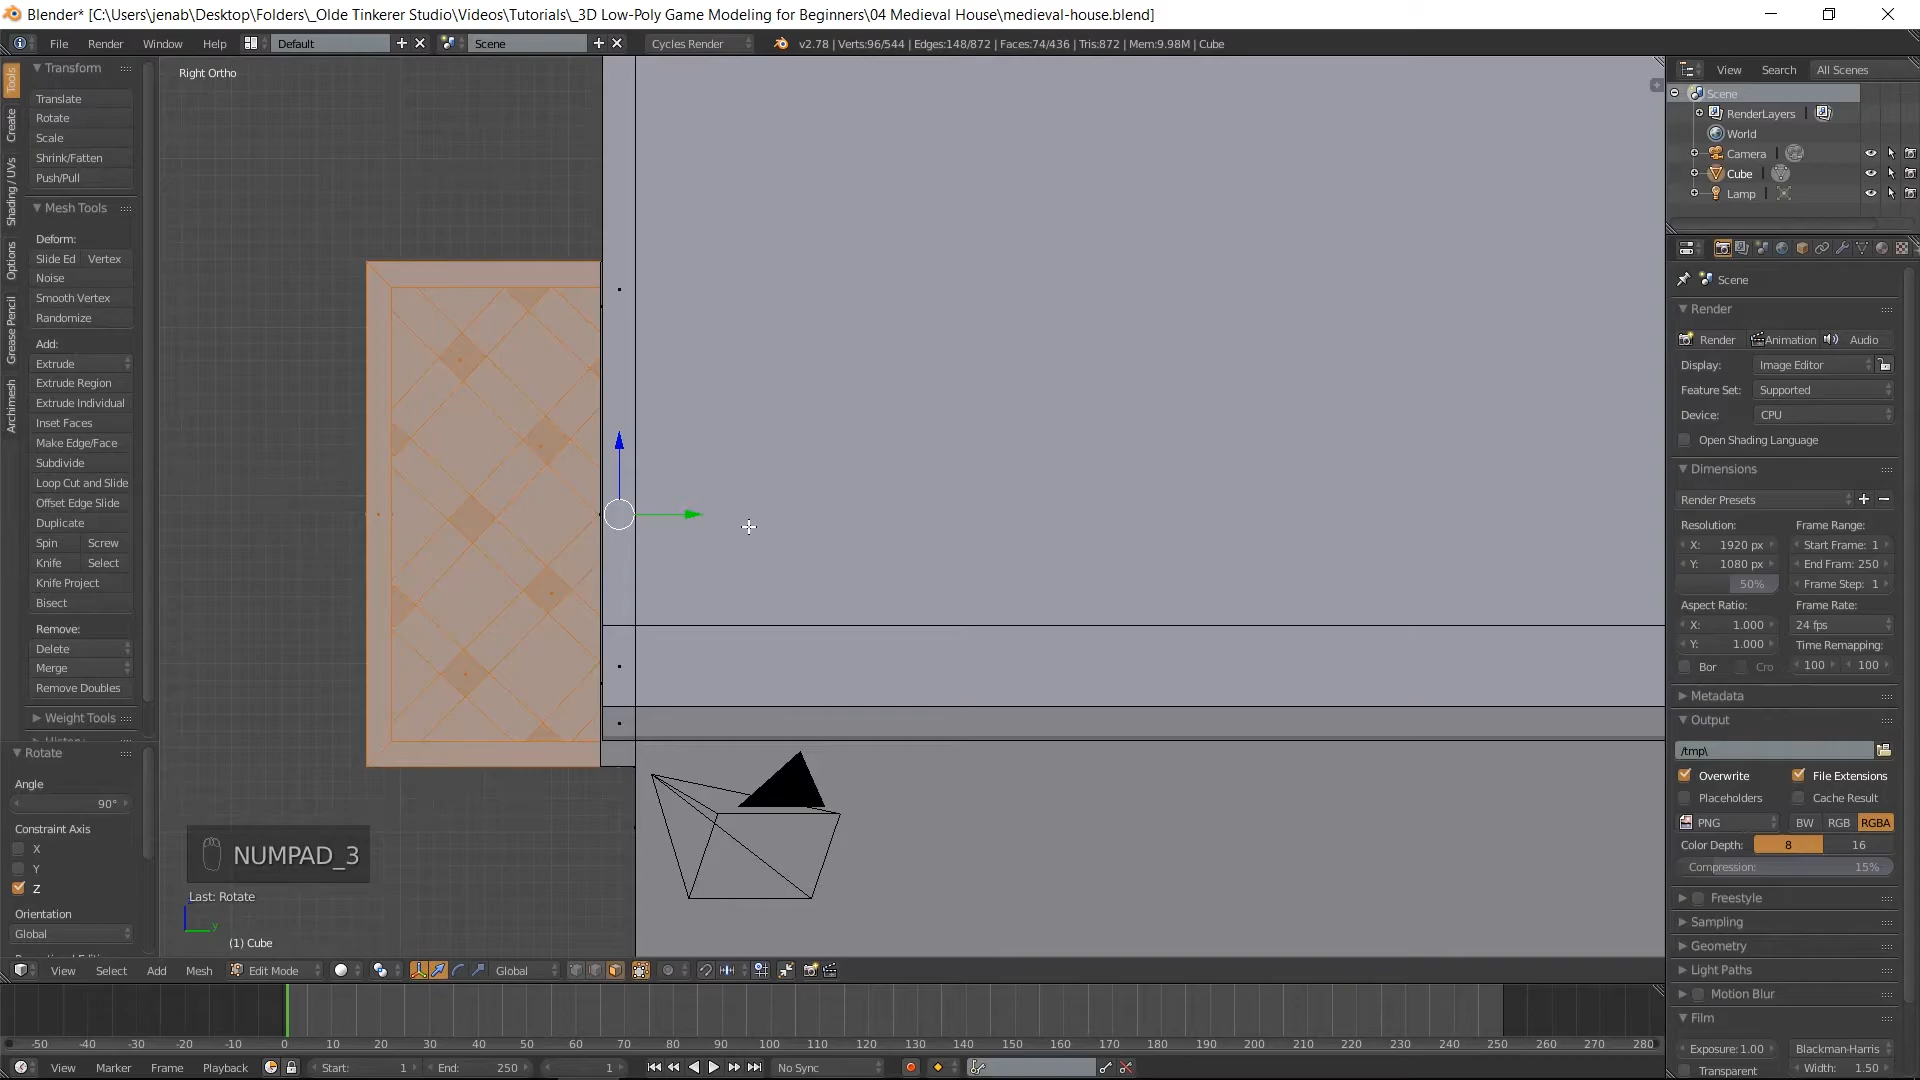 Blender* [C:\Users\jenab\Desktop\Folders\_Olde Tinkerer Studio\Videos\Tutorials\_3D Low-Poly Game Modeling for Beginners\04 Medieval House\medieval-house.blend]
File Render Window Help Default Scene Cycles Render v2.78 | Verts:96/544 | Edges:148/872 | Faces:74/436 | Tris:872 | Mem:9.98M | Cube
Tools
Create
Shading / UVs
Options
Grease Pencil
Archimesh
Transform
Translate
Rotate
Scale
Shrink/Fatten
Push/Pull
Mesh Tools
Deform:
Slide Ed Vertex
Noise
Smooth Vertex
Randomize
Add:
Extrude
Extrude Region
Extrude Individual
Inset Faces
Make Edge/Face
Subdivide
Loop Cut and Slide
Offset Edge Slide
Duplicate
Spin Screw
Knife Select
Knife Project
Bisect
Remove:
Delete
Merge
Remove Doubles
Weight Tools
Rotate
Angle
90°
Constraint Axis
X
Y
Z
Orientation
Global
Right Ortho
NUMPAD_3
Last: Rotate
y
(1) Cube
View Select Add Mesh Edit Mode Global
-50 -40 -30 -20 -10 0 10 20 30 40 50 60 70 80 90 100 110 120 130 140 150 160 170 180 190 200 210 220 230 240 250 260 270 280
View Marker Frame Playback Start: 1 End: 250 1 No Sync
View Search All Scenes
Scene
RenderLayers
World
Camera
Cube
Lamp
Scene
Render
Render Animation Audio
Display: Image Editor
Feature Set: Supported
Device: CPU
Open Shading Language
Dimensions
Render Presets
Resolution: Frame Range:
X: 1920 px Start Frame: 1
Y: 1080 px End Fram: 250
50% Frame Step: 1
Aspect Ratio: Frame Rate:
X: 1.000 24 fps
Y: 1.000 Time Remapping:
Bor Cro 100 100
Metadata
Output
/tmp\
Overwrite File Extensions
Placeholders Cache Result
PNG BW RGB RGBA
Color Depth: 8 16
Compression: 15%
Freestyle
Sampling
Geometry
Light Paths
Motion Blur
Film
Exposure: 1.00 Blackman-Harris
Transparent Width: 1.50